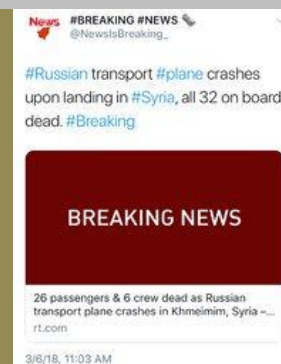 News #BREAKING #NEWS
@NewsIsBreaking_
#Russian transport #plane crashes
upon landing in #Syria, all 32 on board
dead. #Breaking
BREAKING NEWS
26 passengers & 6 crew dead as Russian
transport plane crashes in Khmeimim, Syria –...
rt.com
3/6/18, 11:03 AM